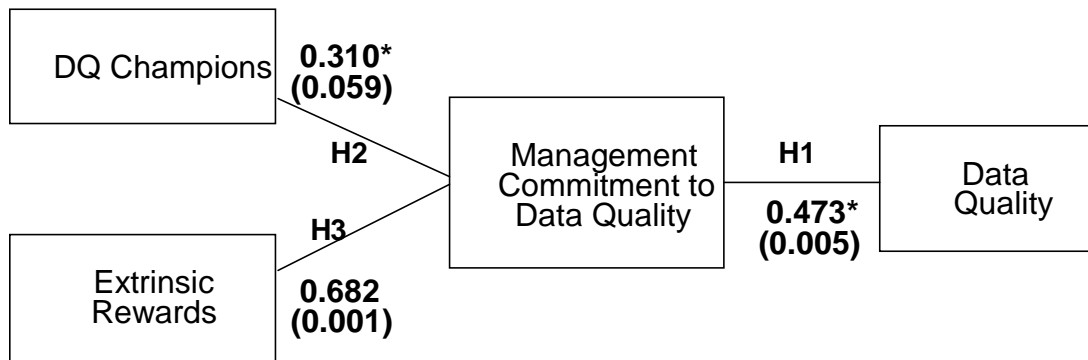 DQ Champions
0.310*
(0.059)
H2
Management
Commitment to
Data Quality
H1
0.473*
(0.005)
Data
Quality
H3
Extrinsic
Rewards
0.682
(0.001)